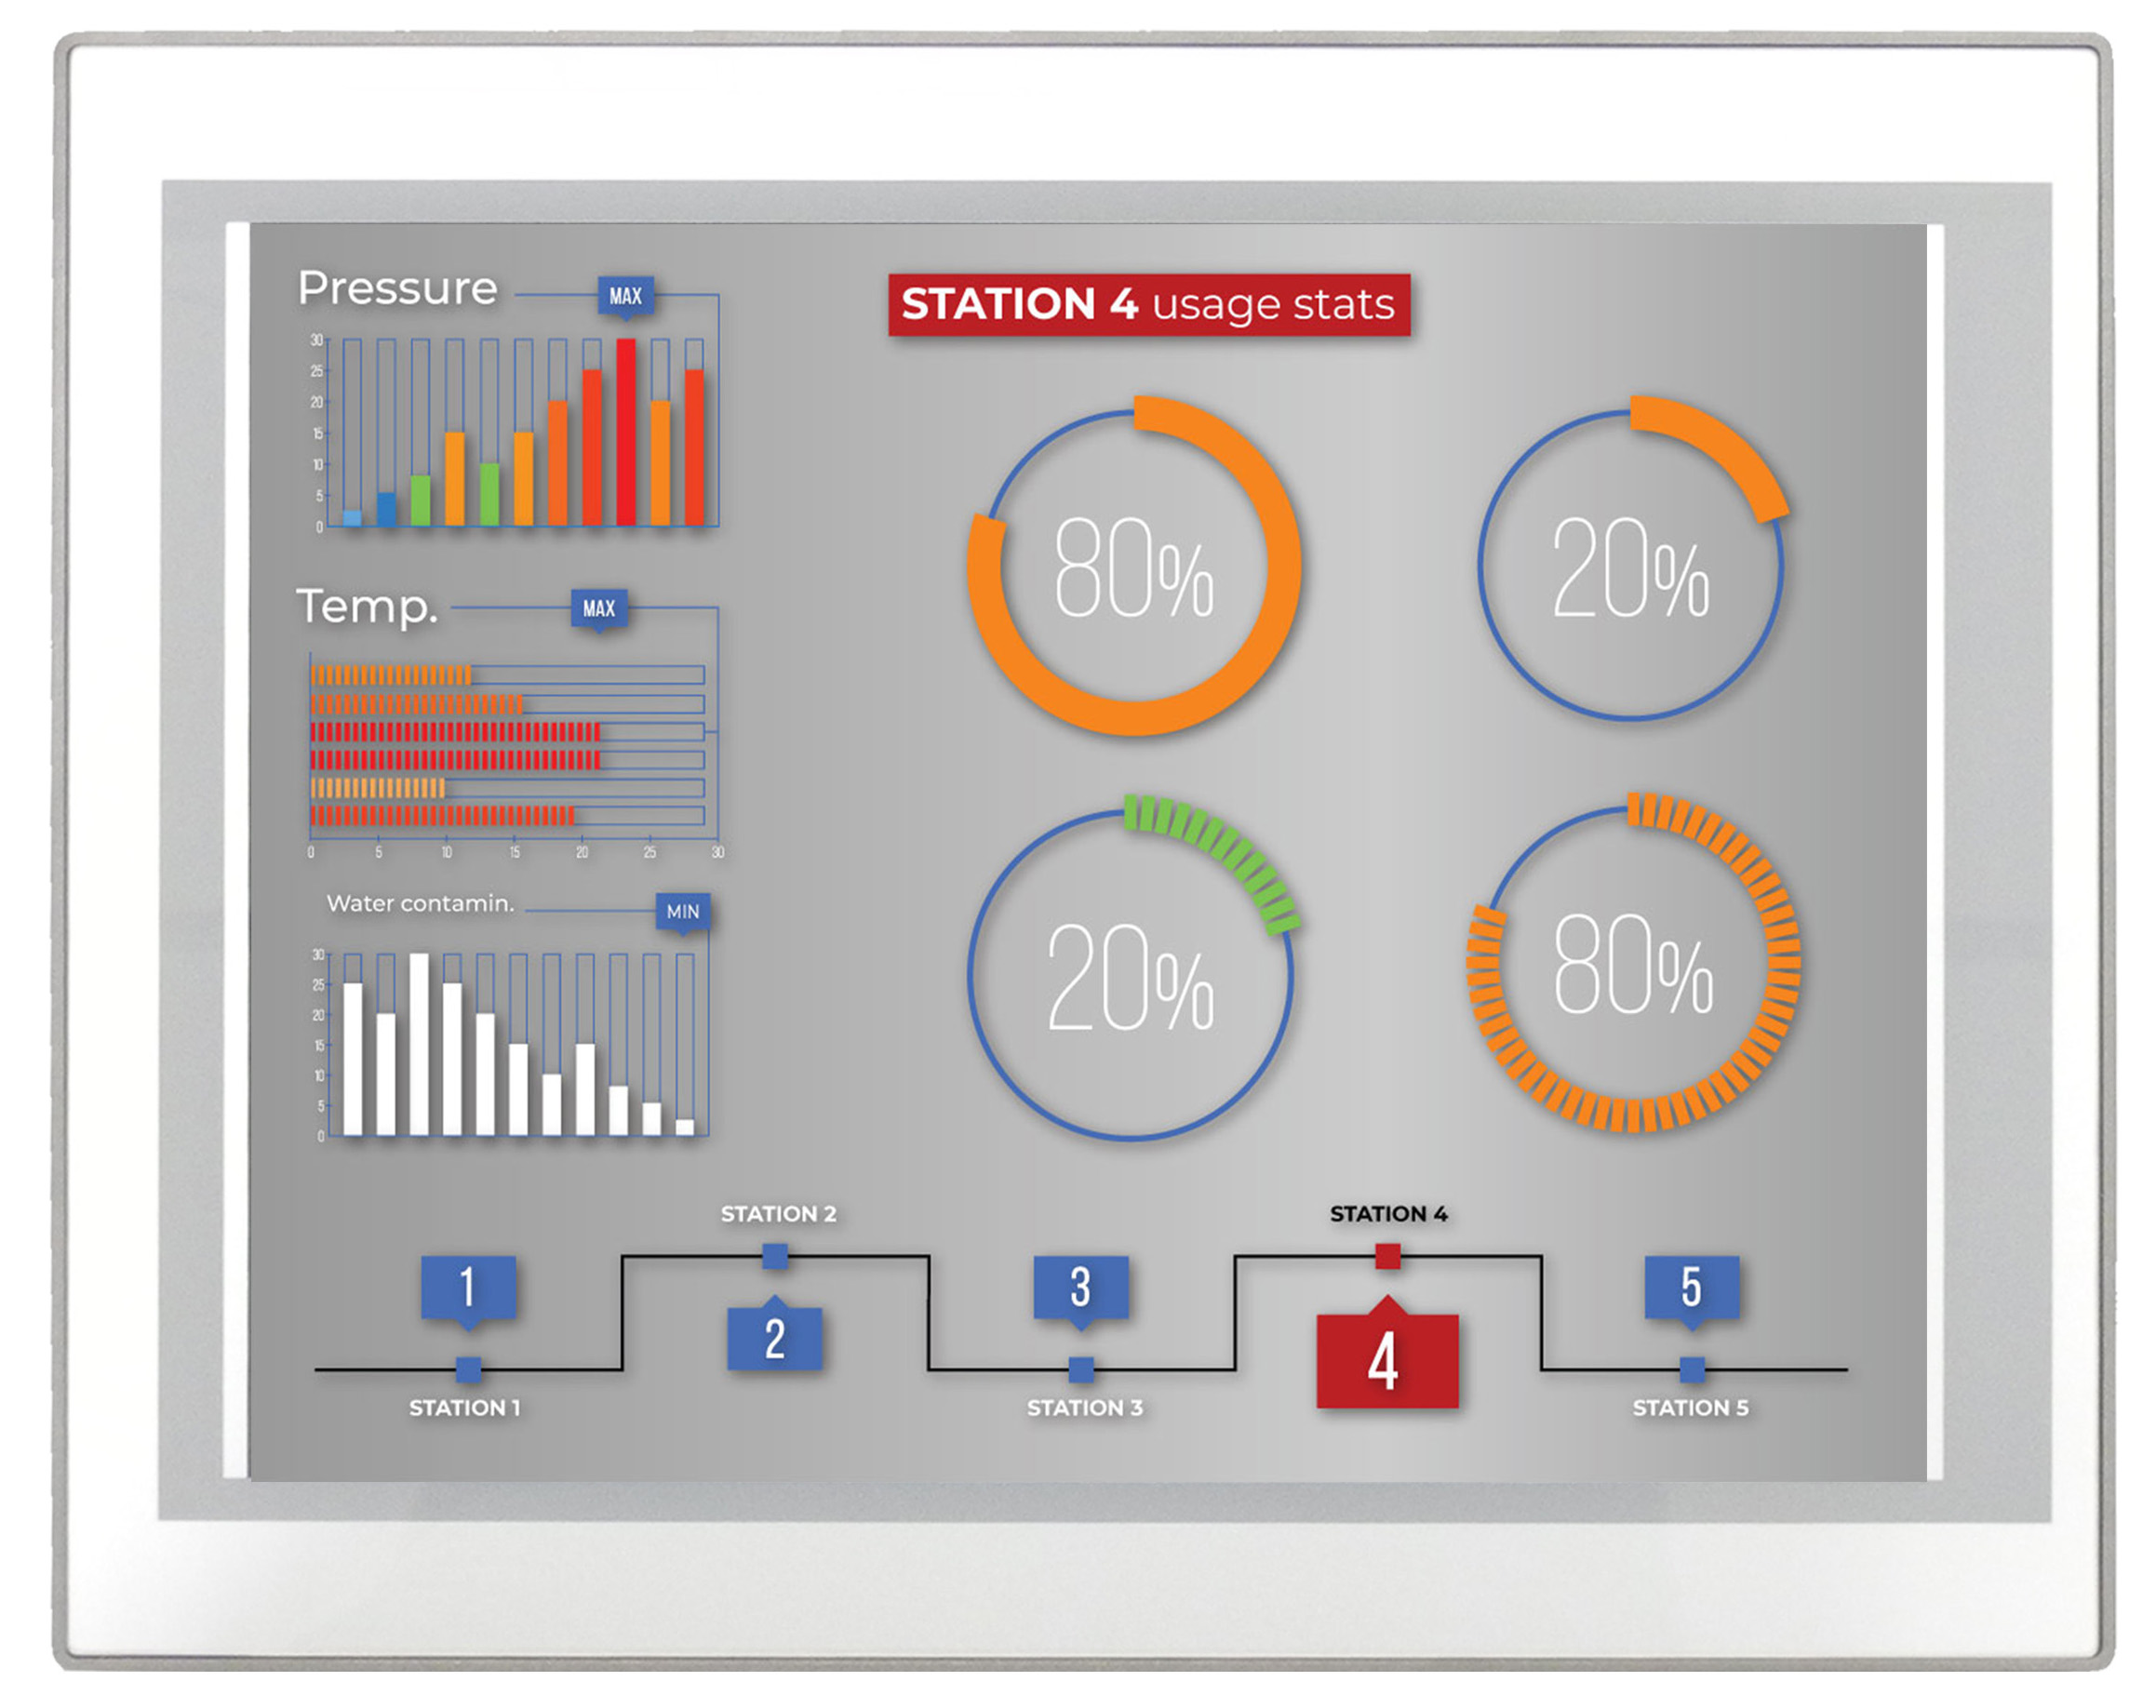 Pressure
MAX
30
25
20
15
10
5
0
Temp.
MAX
0 5 10 15 20 25 30
Water contamin.
MIN
30
25
20
15
10
5
0
STATION 4 usage stats
80%
20%
20%
80%
STATION 2
STATION 4
1
3
5
2
4
STATION 1
STATION 3
STATION 5